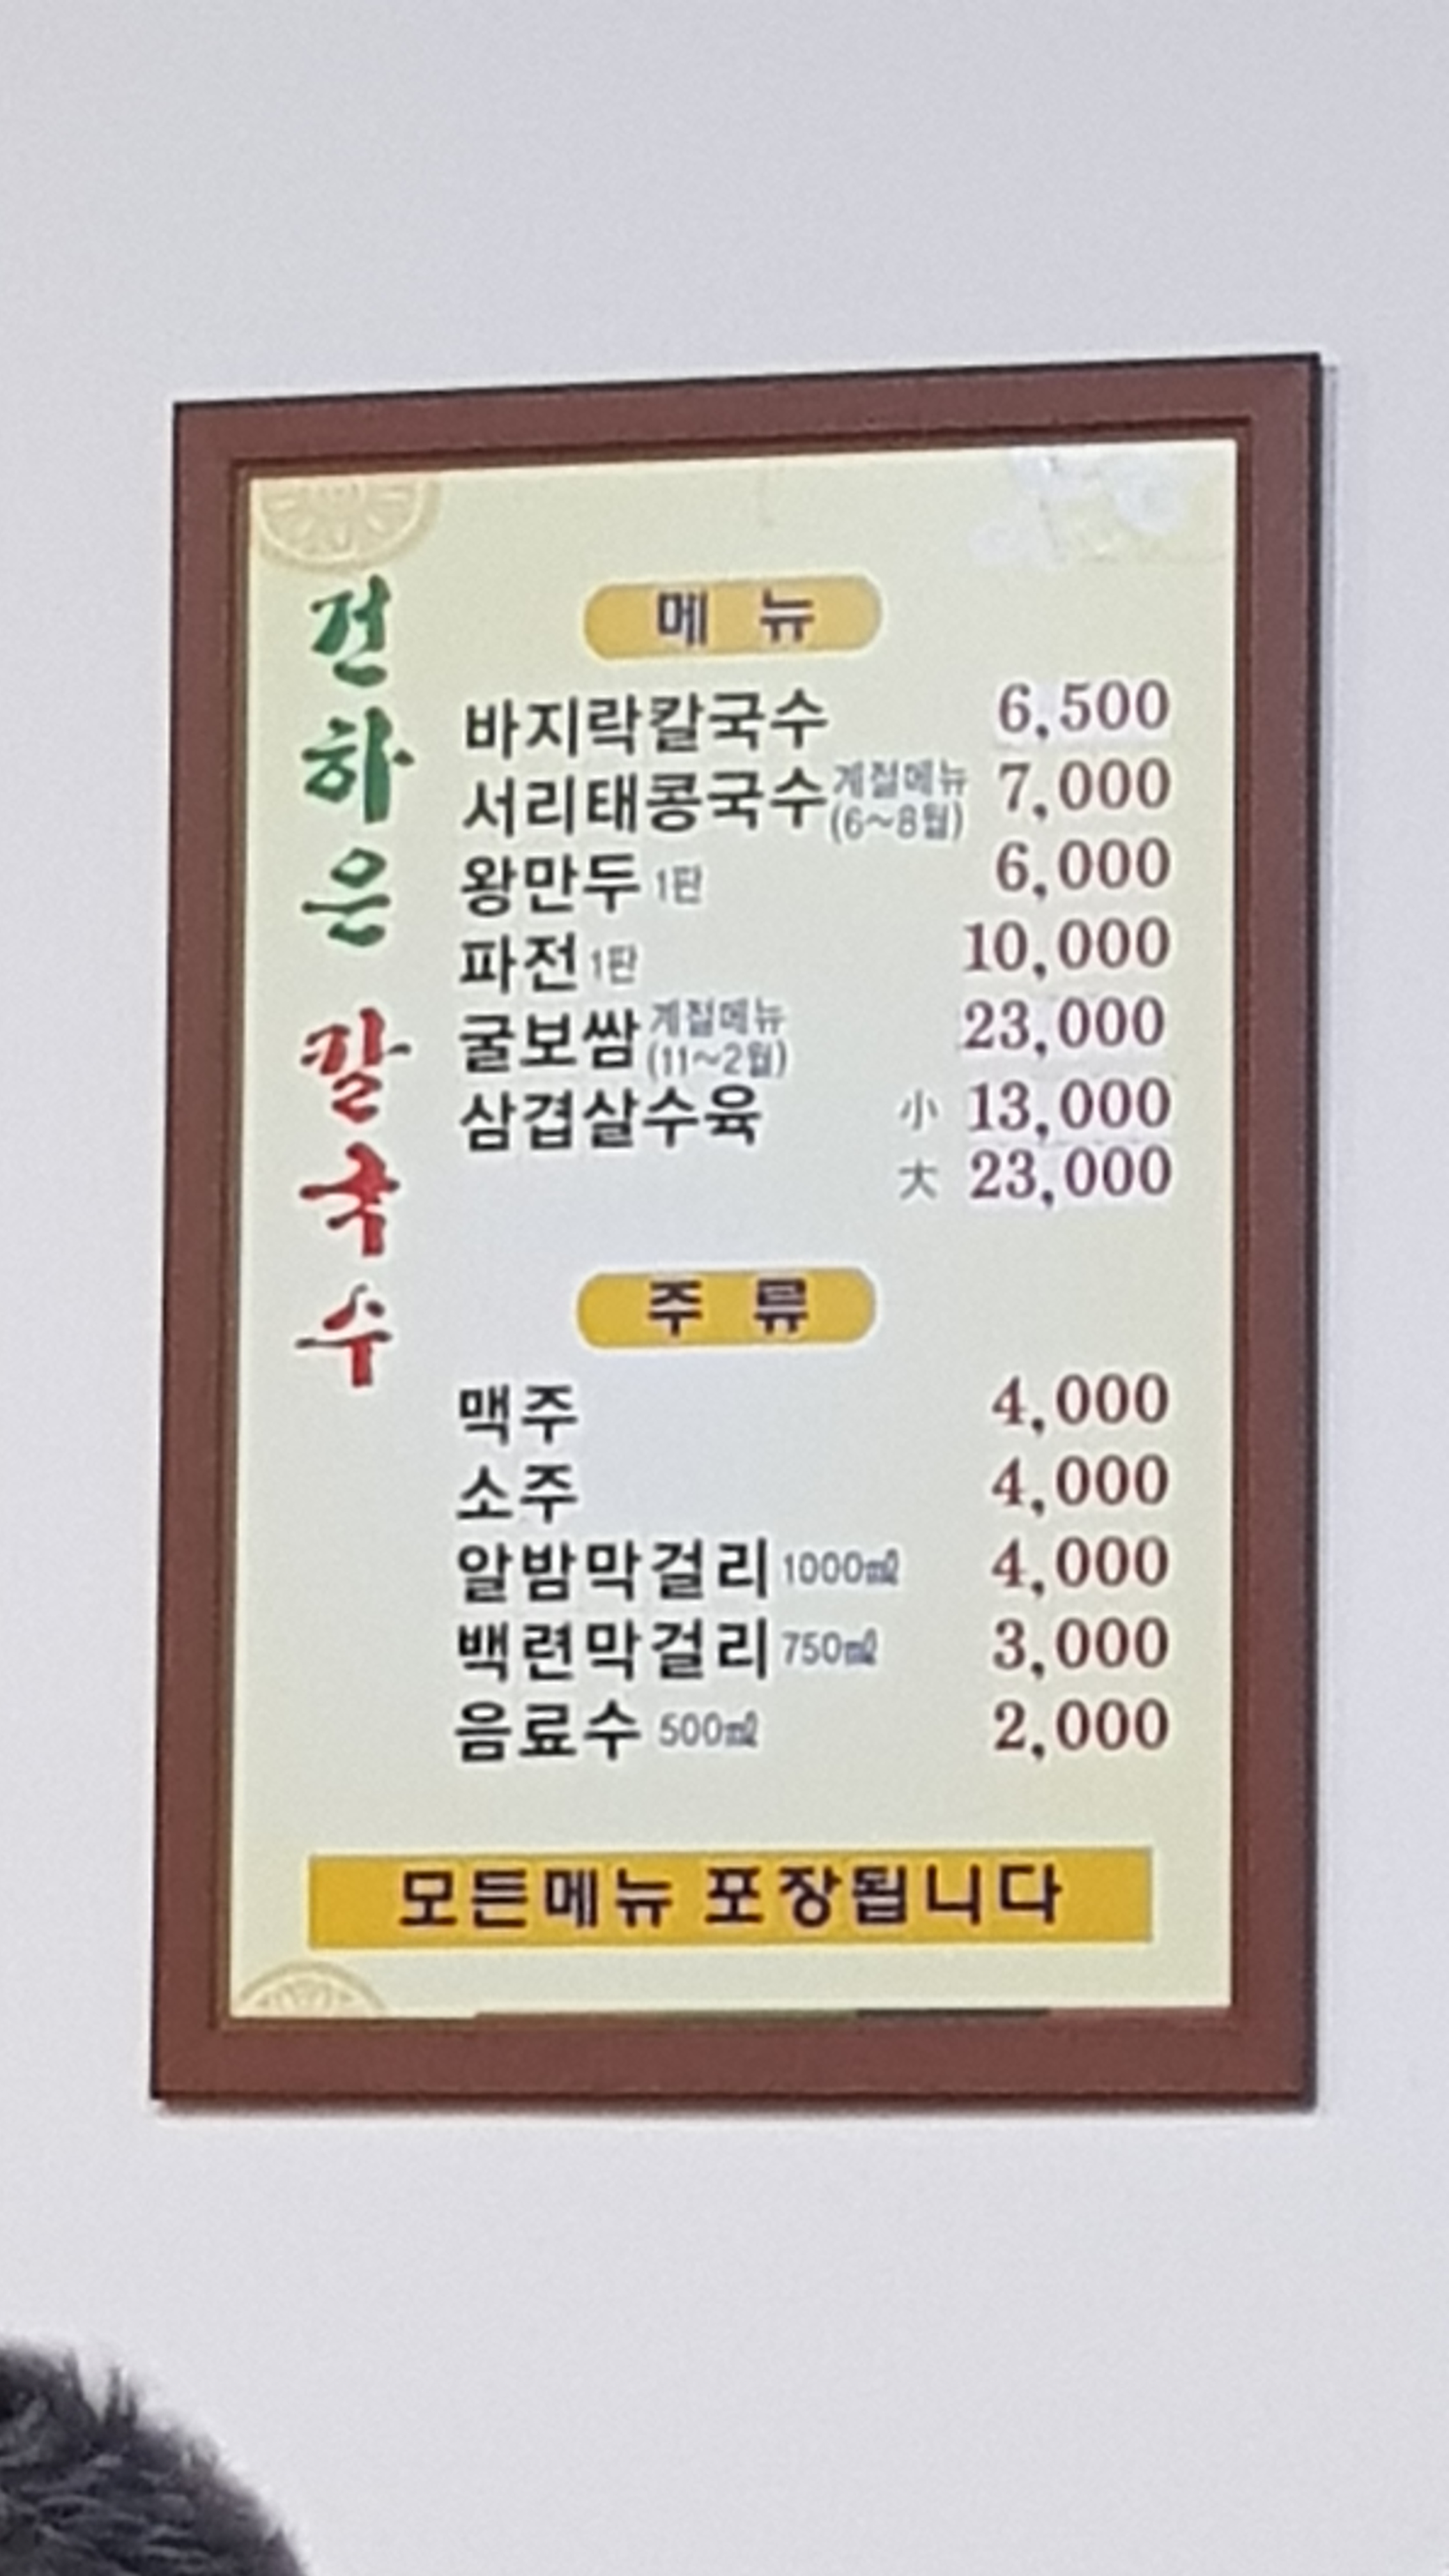 전하은 칼국수
메뉴
바지락칼국수 6,500
서리태콩국수 계절메뉴 (6~8월) 7,000
왕만두 1판 6,000
파전 1판 10,000
굴보쌈 계절메뉴 (11~2월) 23,000
삼겹살수육 小 13,000
大 23,000
주류
맥주 4,000
소주 4,000
알밤막걸리 1000㎖ 4,000
백련막걸리 750㎖ 3,000
음료수 500㎖ 2,000
모든메뉴 포장됩니다